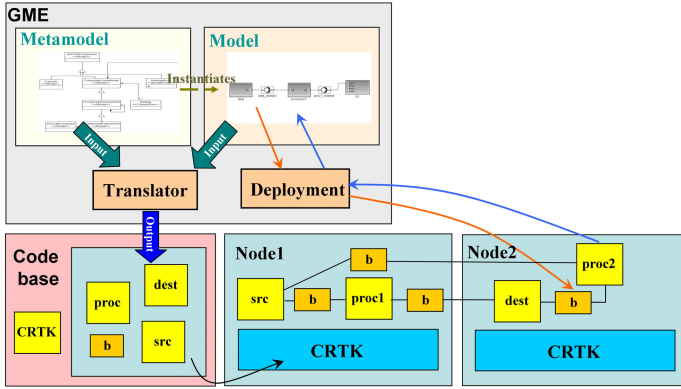 GME
Metamodel
Model
Instantiates
Input
Input
Translator
Deployment
Output
Code
base
CRTK
proc
dest
b
src
Node1
src
b
b
proc1
b
CRTK
Node2
proc2
dest
b
CRTK